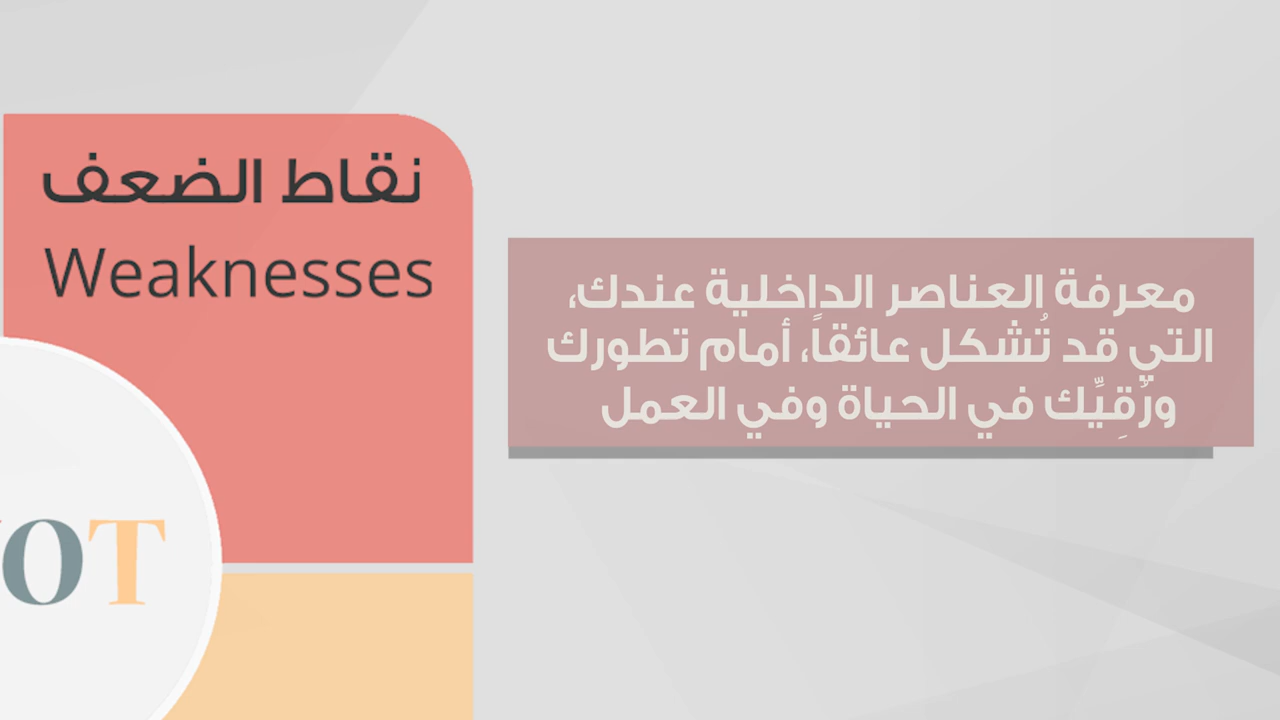 نقاط الضعف
Weaknesses
معرفة العناصر الداخلية عندك،
التي قد تُشكل عائقاً، أمام تطورك
ورُقِيِّك في الحياة وفي العمل
OT